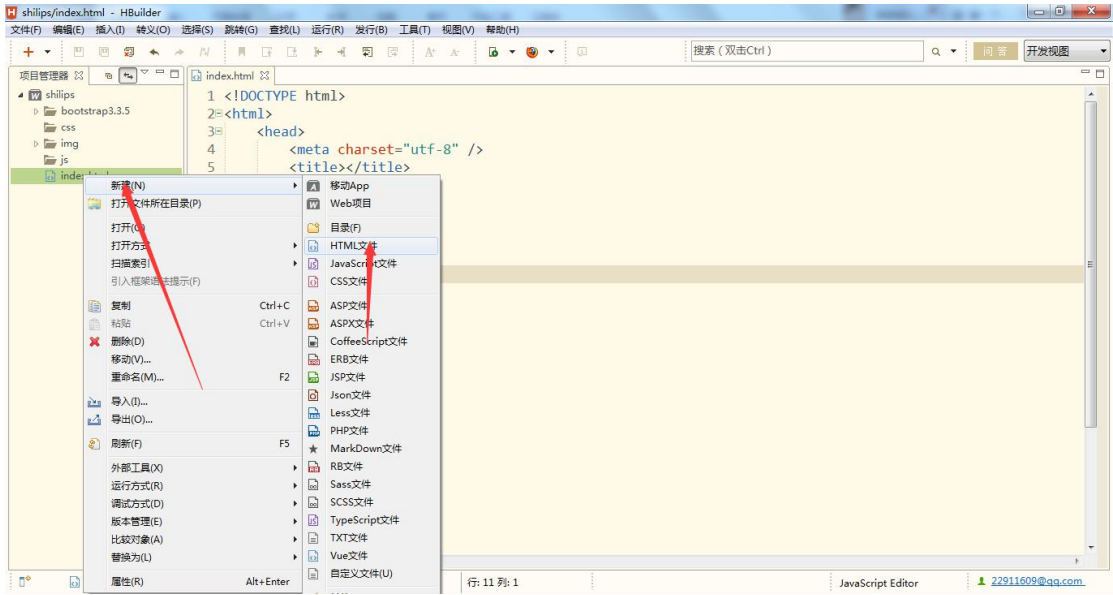 shilips/index.html - HBuilder
文件(F) 编辑(E) 插入(I) 转义(O) 选择(S) 跳转(G) 查找(L) 运行(R) 发行(B) 工具(T) 视图(V) 帮助(H)
搜索（双击Ctrl） 问答 开发视图
项目管理器 index.html
shilips
bootstrap3.3.5
css
img
js
1 <!DOCTYPE html>
2 <html>
3 <head>
4 <meta charset="utf-8" />
5 <title></title>
新建(N)
打开文件所在目录(P)
打开(O)
打开方式
扫描索引
引入框架语法提示(F)
复制 Ctrl+C
粘贴 Ctrl+V
删除(D)
移动(V)...
重命名(M)... F2
导入(I)...
导出(O)...
刷新(F) F5
外部工具(X)
运行方式(R)
调试方式(D)
版本管理(E)
比较对象(A)
替换为(L)
属性(R) Alt+Enter
移动App
Web项目
目录(F)
HTML文件
JavaScript文件
CSS文件
ASP文件
ASPX文件
CoffeeScript文件
ERB文件
JSP文件
Json文件
Less文件
PHP文件
MarkDown文件
RB文件
Sass文件
SCSS文件
TypeScript文件
TXT文件
Vue文件
自定义文件(U)
行: 11 列: 1 JavaScript Editor 22911609@qq.com